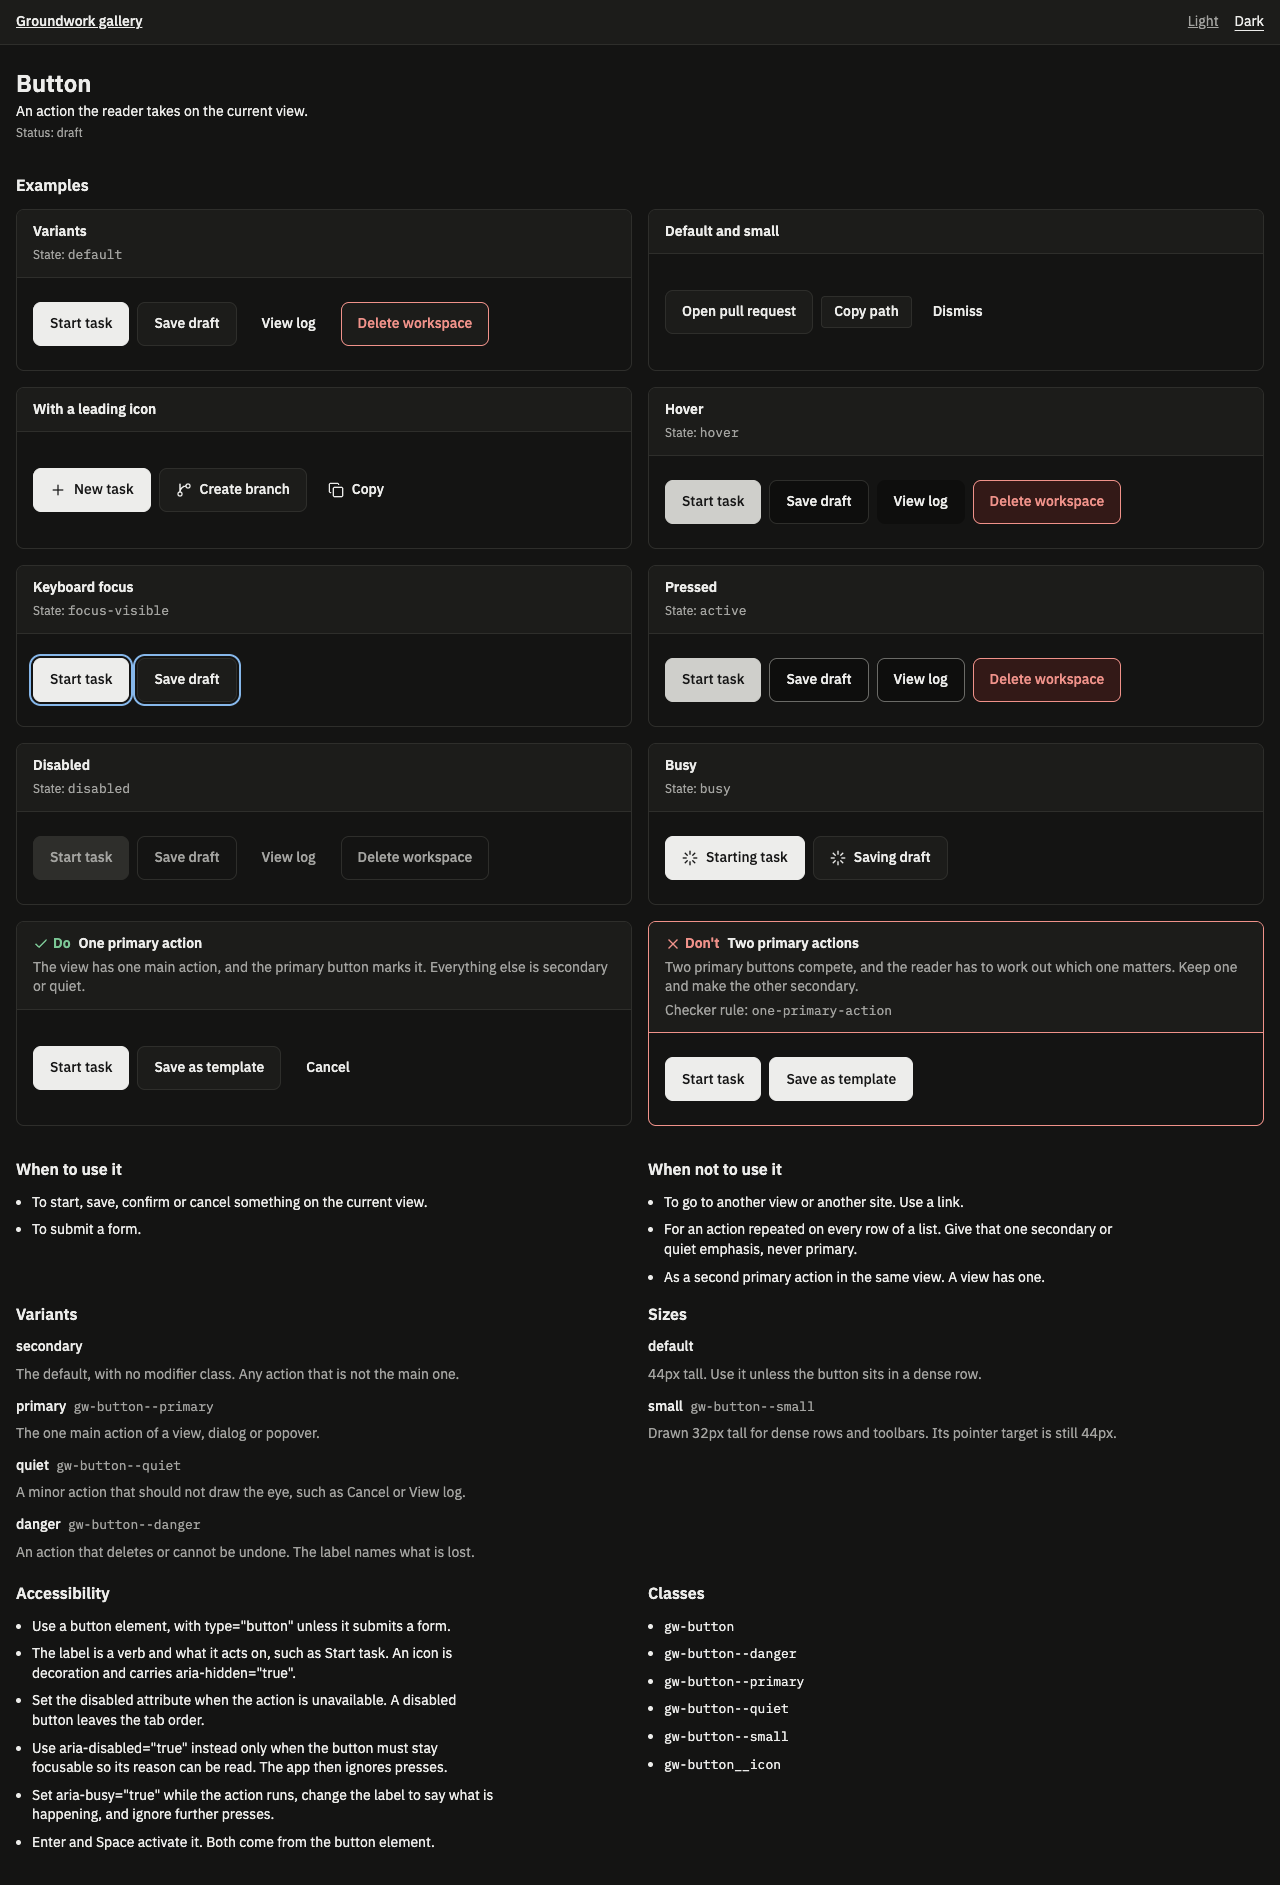 Groundwork gallery
Light Dark
Button
An action the reader takes on the current view.
Status: draft
Examples
Variants
State: default
Start task Save draft View log Delete workspace
Default and small
Open pull request Copy path Dismiss
With a leading icon
New task Create branch Copy
Hover
State: hover
Start task Save draft View log Delete workspace
Keyboard focus
State: focus-visible
Start task Save draft
Pressed
State: active
Start task Save draft View log Delete workspace
Disabled
State: disabled
Start task Save draft View log Delete workspace
Busy
State: busy
Starting task Saving draft
Do One primary action
The view has one main action, and the primary button marks it. Everything else is secondary
or quiet.
Start task Save as template Cancel
Don't Two primary actions
Two primary buttons compete, and the reader has to work out which one matters. Keep one
and make the other secondary.
Checker rule: one-primary-action
Start task Save as template
When to use it
• To start, save, confirm or cancel something on the current view.
• To submit a form.
When not to use it
• To go to another view or another site. Use a link.
• For an action repeated on every row of a list. Give that one secondary or
quiet emphasis, never primary.
• As a second primary action in the same view. A view has one.
Variants
secondary
The default, with no modifier class. Any action that is not the main one.
primary gw-button--primary
The one main action of a view, dialog or popover.
quiet gw-button--quiet
A minor action that should not draw the eye, such as Cancel or View log.
danger gw-button--danger
An action that deletes or cannot be undone. The label names what is lost.
Sizes
default
44px tall. Use it unless the button sits in a dense row.
small gw-button--small
Drawn 32px tall for dense rows and toolbars. Its pointer target is still 44px.
Accessibility
• Use a button element, with type="button" unless it submits a form.
• The label is a verb and what it acts on, such as Start task. An icon is
decoration and carries aria-hidden="true".
• Set the disabled attribute when the action is unavailable. A disabled
button leaves the tab order.
• Use aria-disabled="true" instead only when the button must stay
focusable so its reason can be read. The app then ignores presses.
• Set aria-busy="true" while the action runs, change the label to say what is
happening, and ignore further presses.
• Enter and Space activate it. Both come from the button element.
Classes
• gw-button
• gw-button--danger
• gw-button--primary
• gw-button--quiet
• gw-button--small
• gw-button__icon